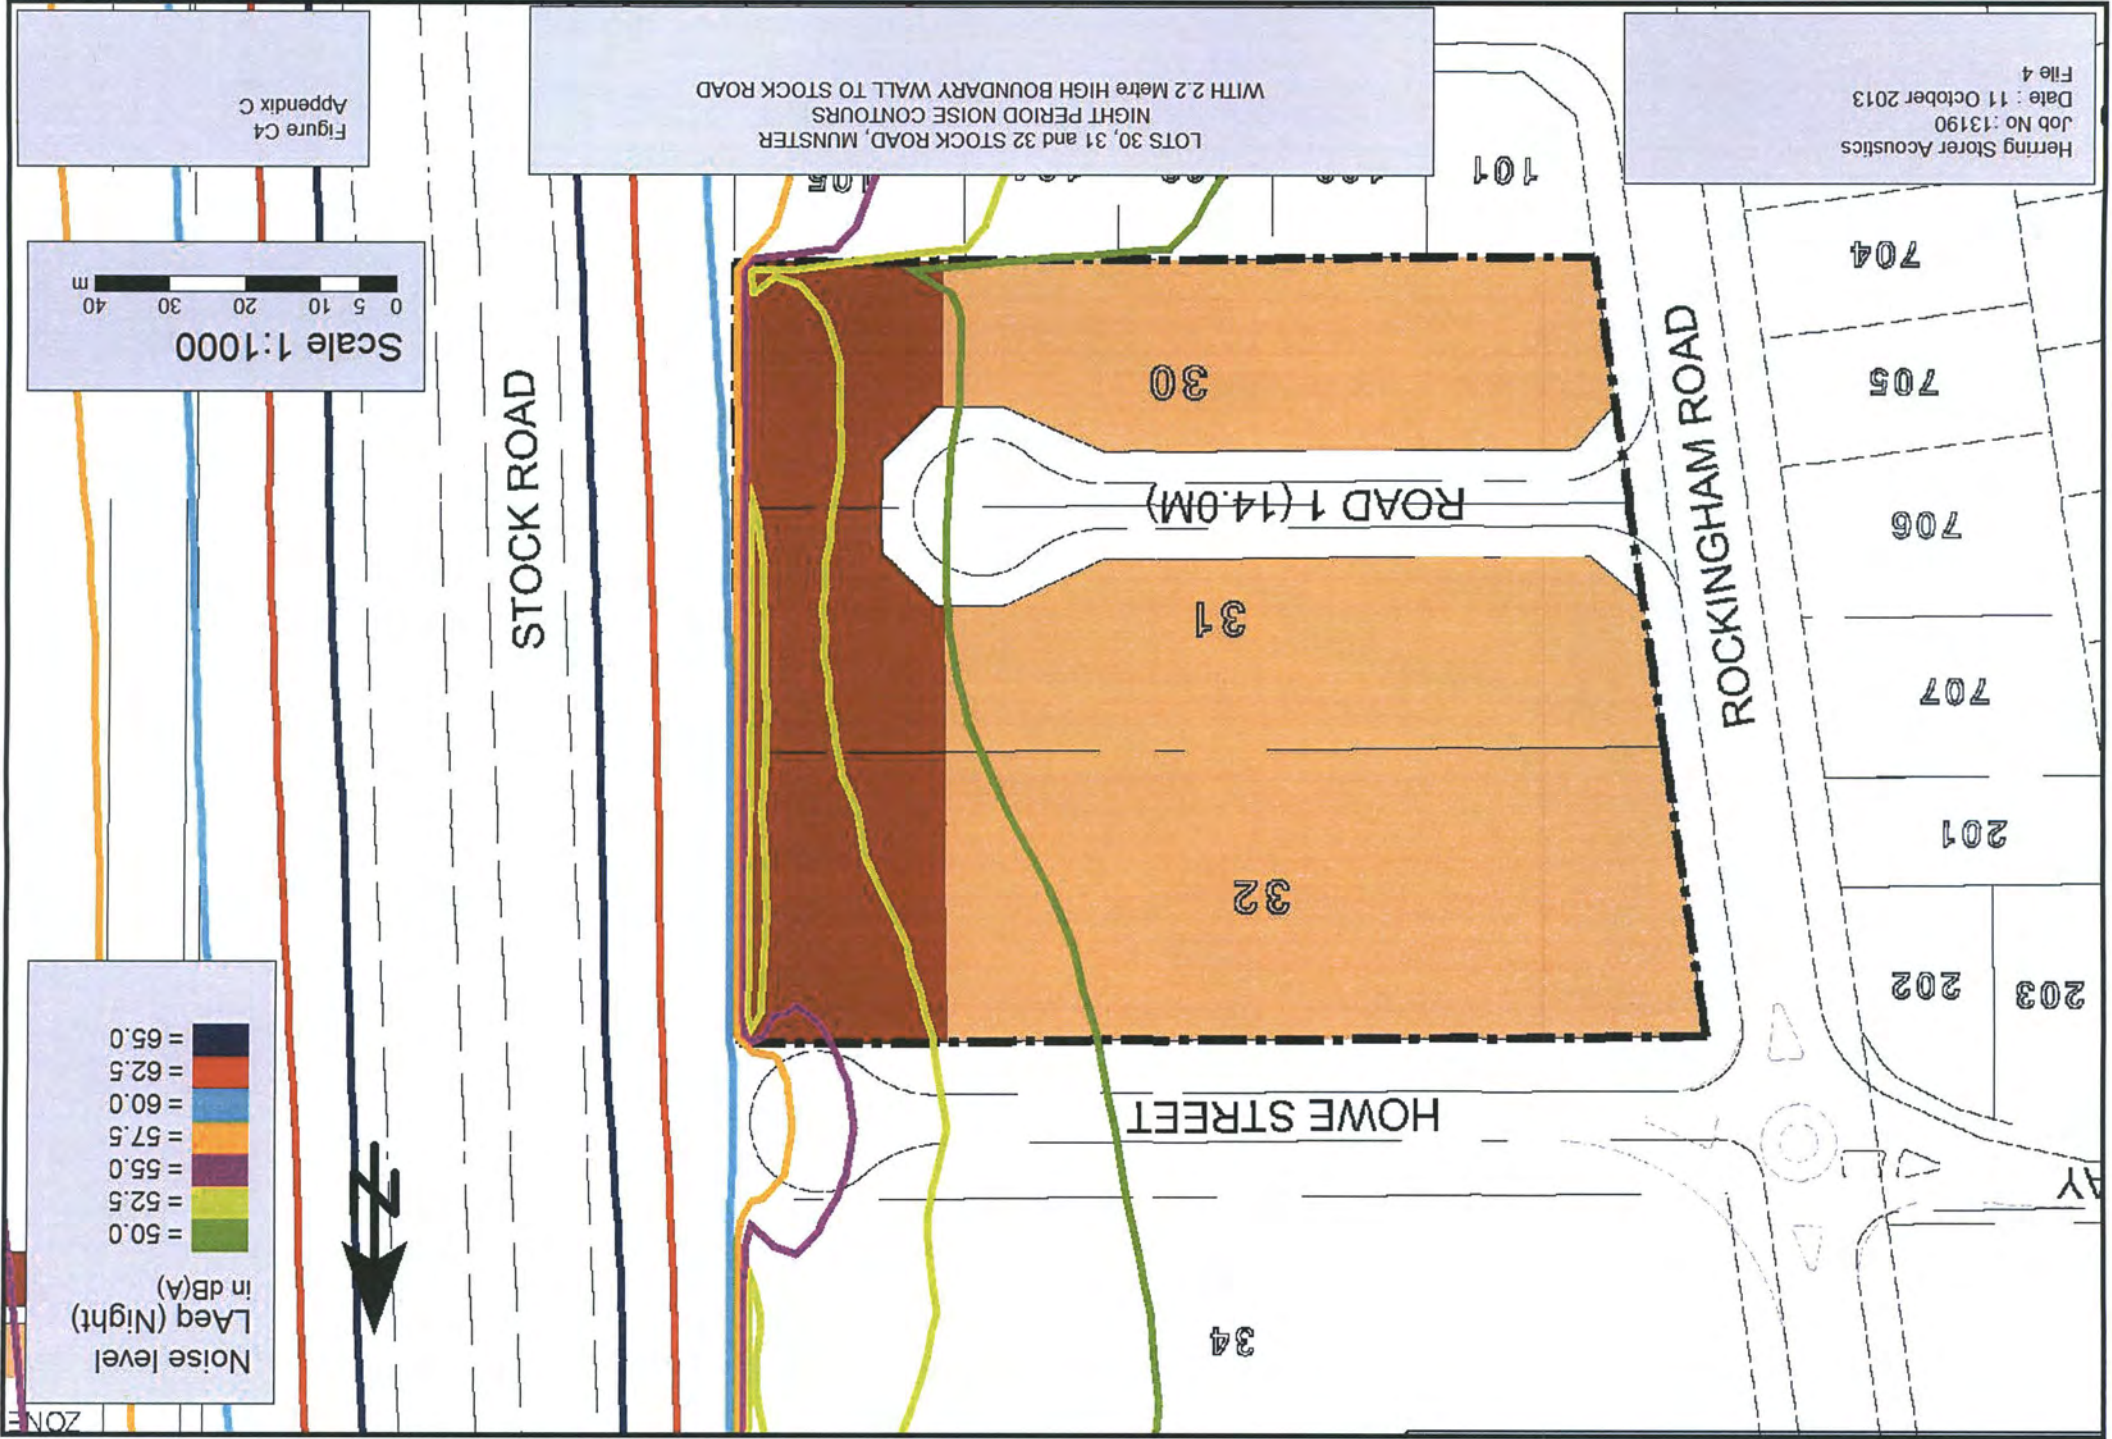 ZONE
Noise level
LAeq (Night)
in dB(A)
= 50.0
= 52.5
= 55.0
= 57.5
= 60.0
= 62.5
= 65.0
N
34
HOWE STREET
AY
203
202
201
32
31
30
707
706
705
704
ROCKINGHAM ROAD
ROAD 1 (14.0M)
STOCK ROAD
Scale 1:1000
0 5 10 20 30 40
m
101
105
Herring Storer Acoustics
Job No :13190
Date : 11 October 2013
File 4
LOTS 30, 31 and 32 STOCK ROAD, MUNSTER
NIGHT PERIOD NOISE CONTOURS
WITH 2.2 Metre HIGH BOUNDARY WALL TO STOCK ROAD
Figure C4
Appendix C